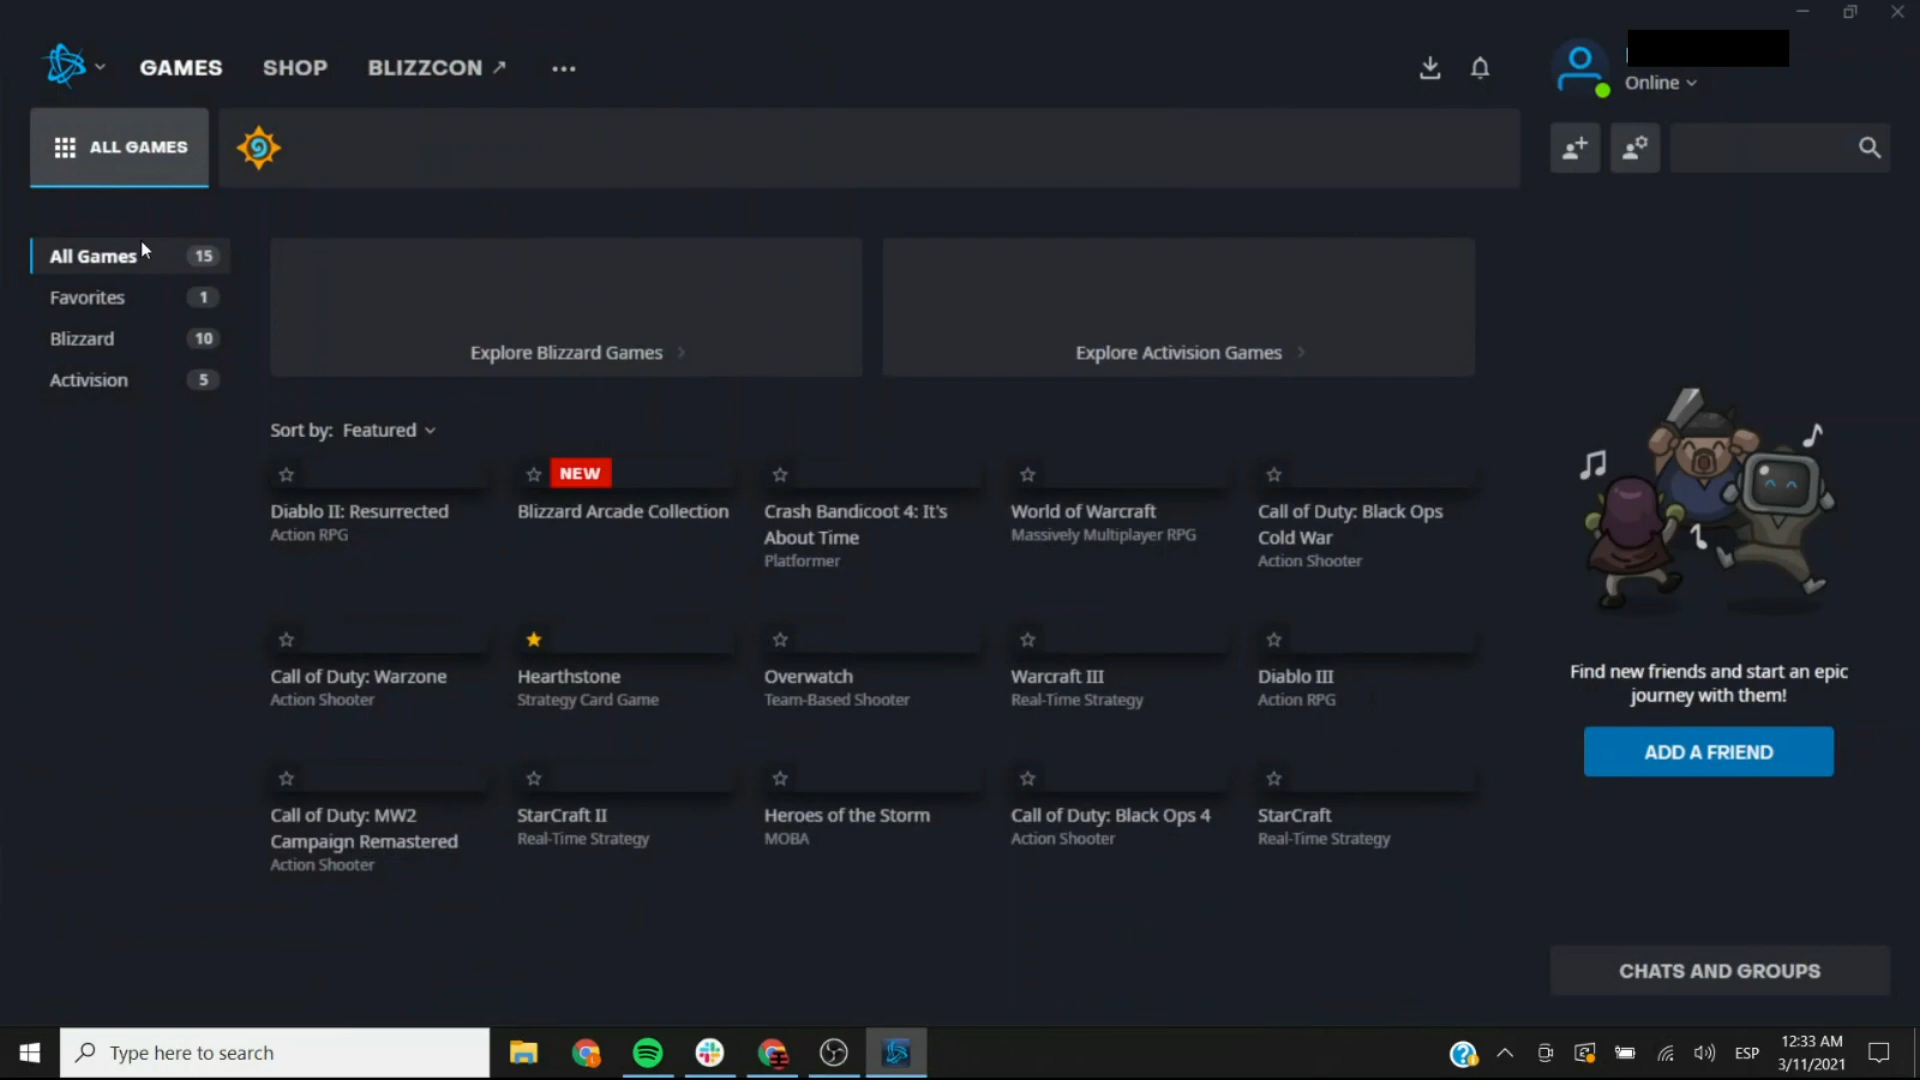 GAMES SHOP BLIZZCON
Online
ALL GAMES
All Games 15
Favorites 1
Blizzard 10
Activision 5
Explore Blizzard Games
Explore Activision Games
Sort by: Featured
Diablo II: Resurrected
Action RPG
NEW
Blizzard Arcade Collection
Crash Bandicoot 4: It's
About Time
Platformer
World of Warcraft
Massively Multiplayer RPG
Call of Duty: Black Ops
Cold War
Action Shooter
Call of Duty: Warzone
Action Shooter
Hearthstone
Strategy Card Game
Overwatch
Team-Based Shooter
Warcraft III
Real-Time Strategy
Diablo III
Action RPG
Call of Duty: MW2
Campaign Remastered
Action Shooter
StarCraft II
Real-Time Strategy
Heroes of the Storm
MOBA
Call of Duty: Black Ops 4
Action Shooter
StarCraft
Real-Time Strategy
Find new friends and start an epic
journey with them!
ADD A FRIEND
CHATS AND GROUPS
Type here to search
ESP
12:33 AM
3/11/2021